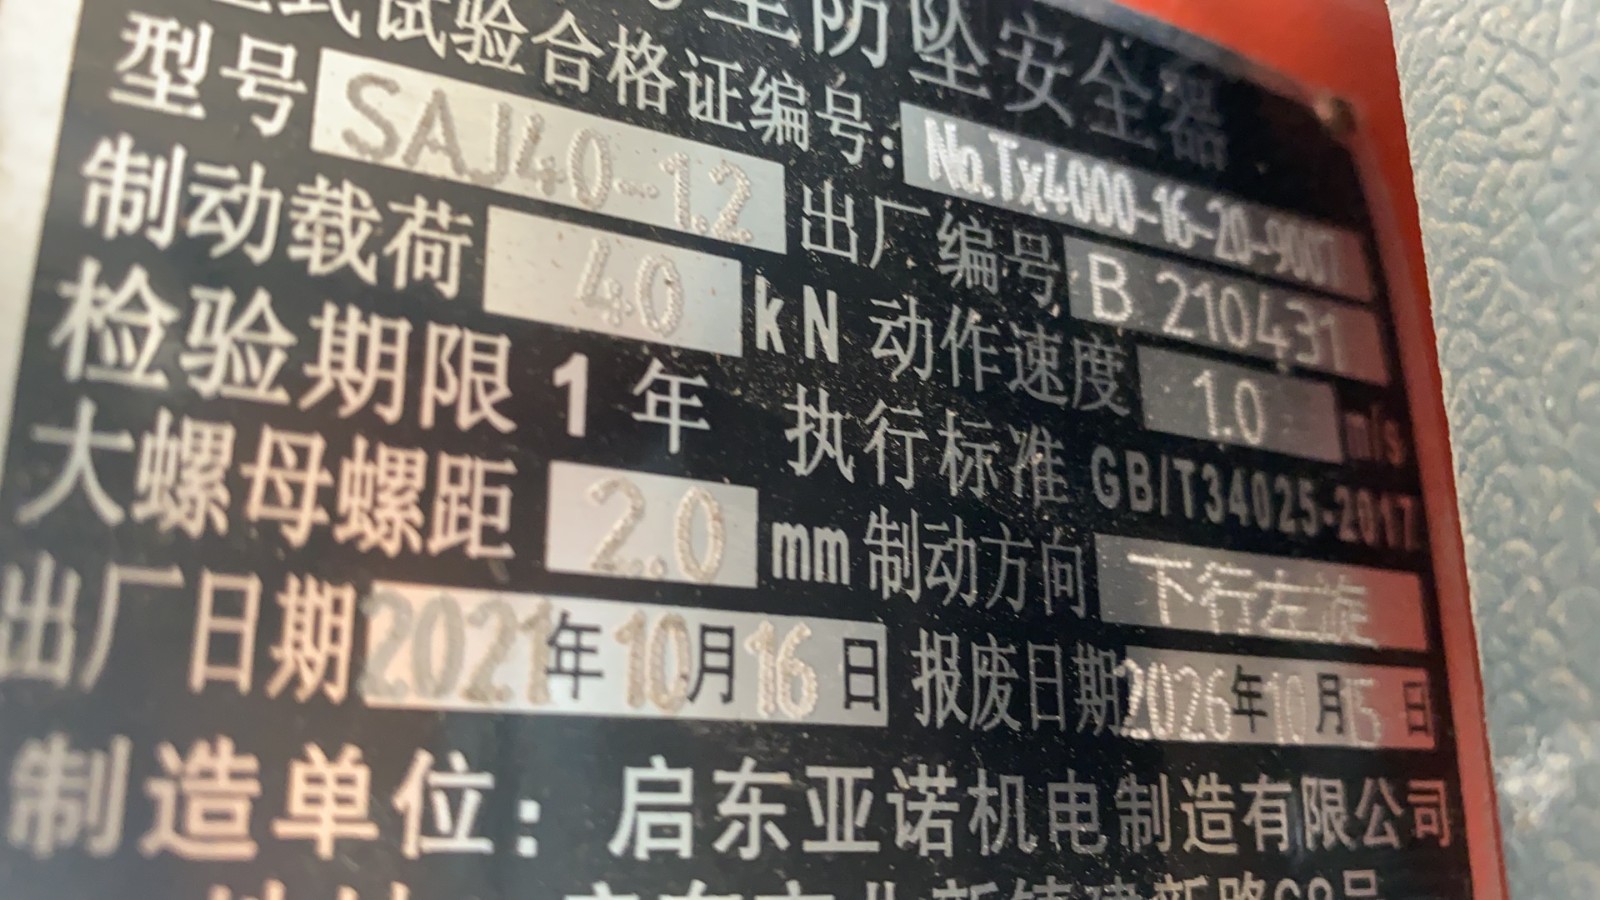 型防坠安全器
式试验合格证编号: No.Tx4000-16-20-9007
型号 SAJ40-1.2 出厂编号 B 210431
制动载荷 40 kN 动作速度 1.0 m/s
检验期限 1 年 执行标准 GB/T34025-2017
大螺母螺距 2.0 mm 制动方向 下行左旋
出厂日期 2021年10月16日 报废日期 2026年10月15日
制造单位: 启东亚诺机电制造有限公司